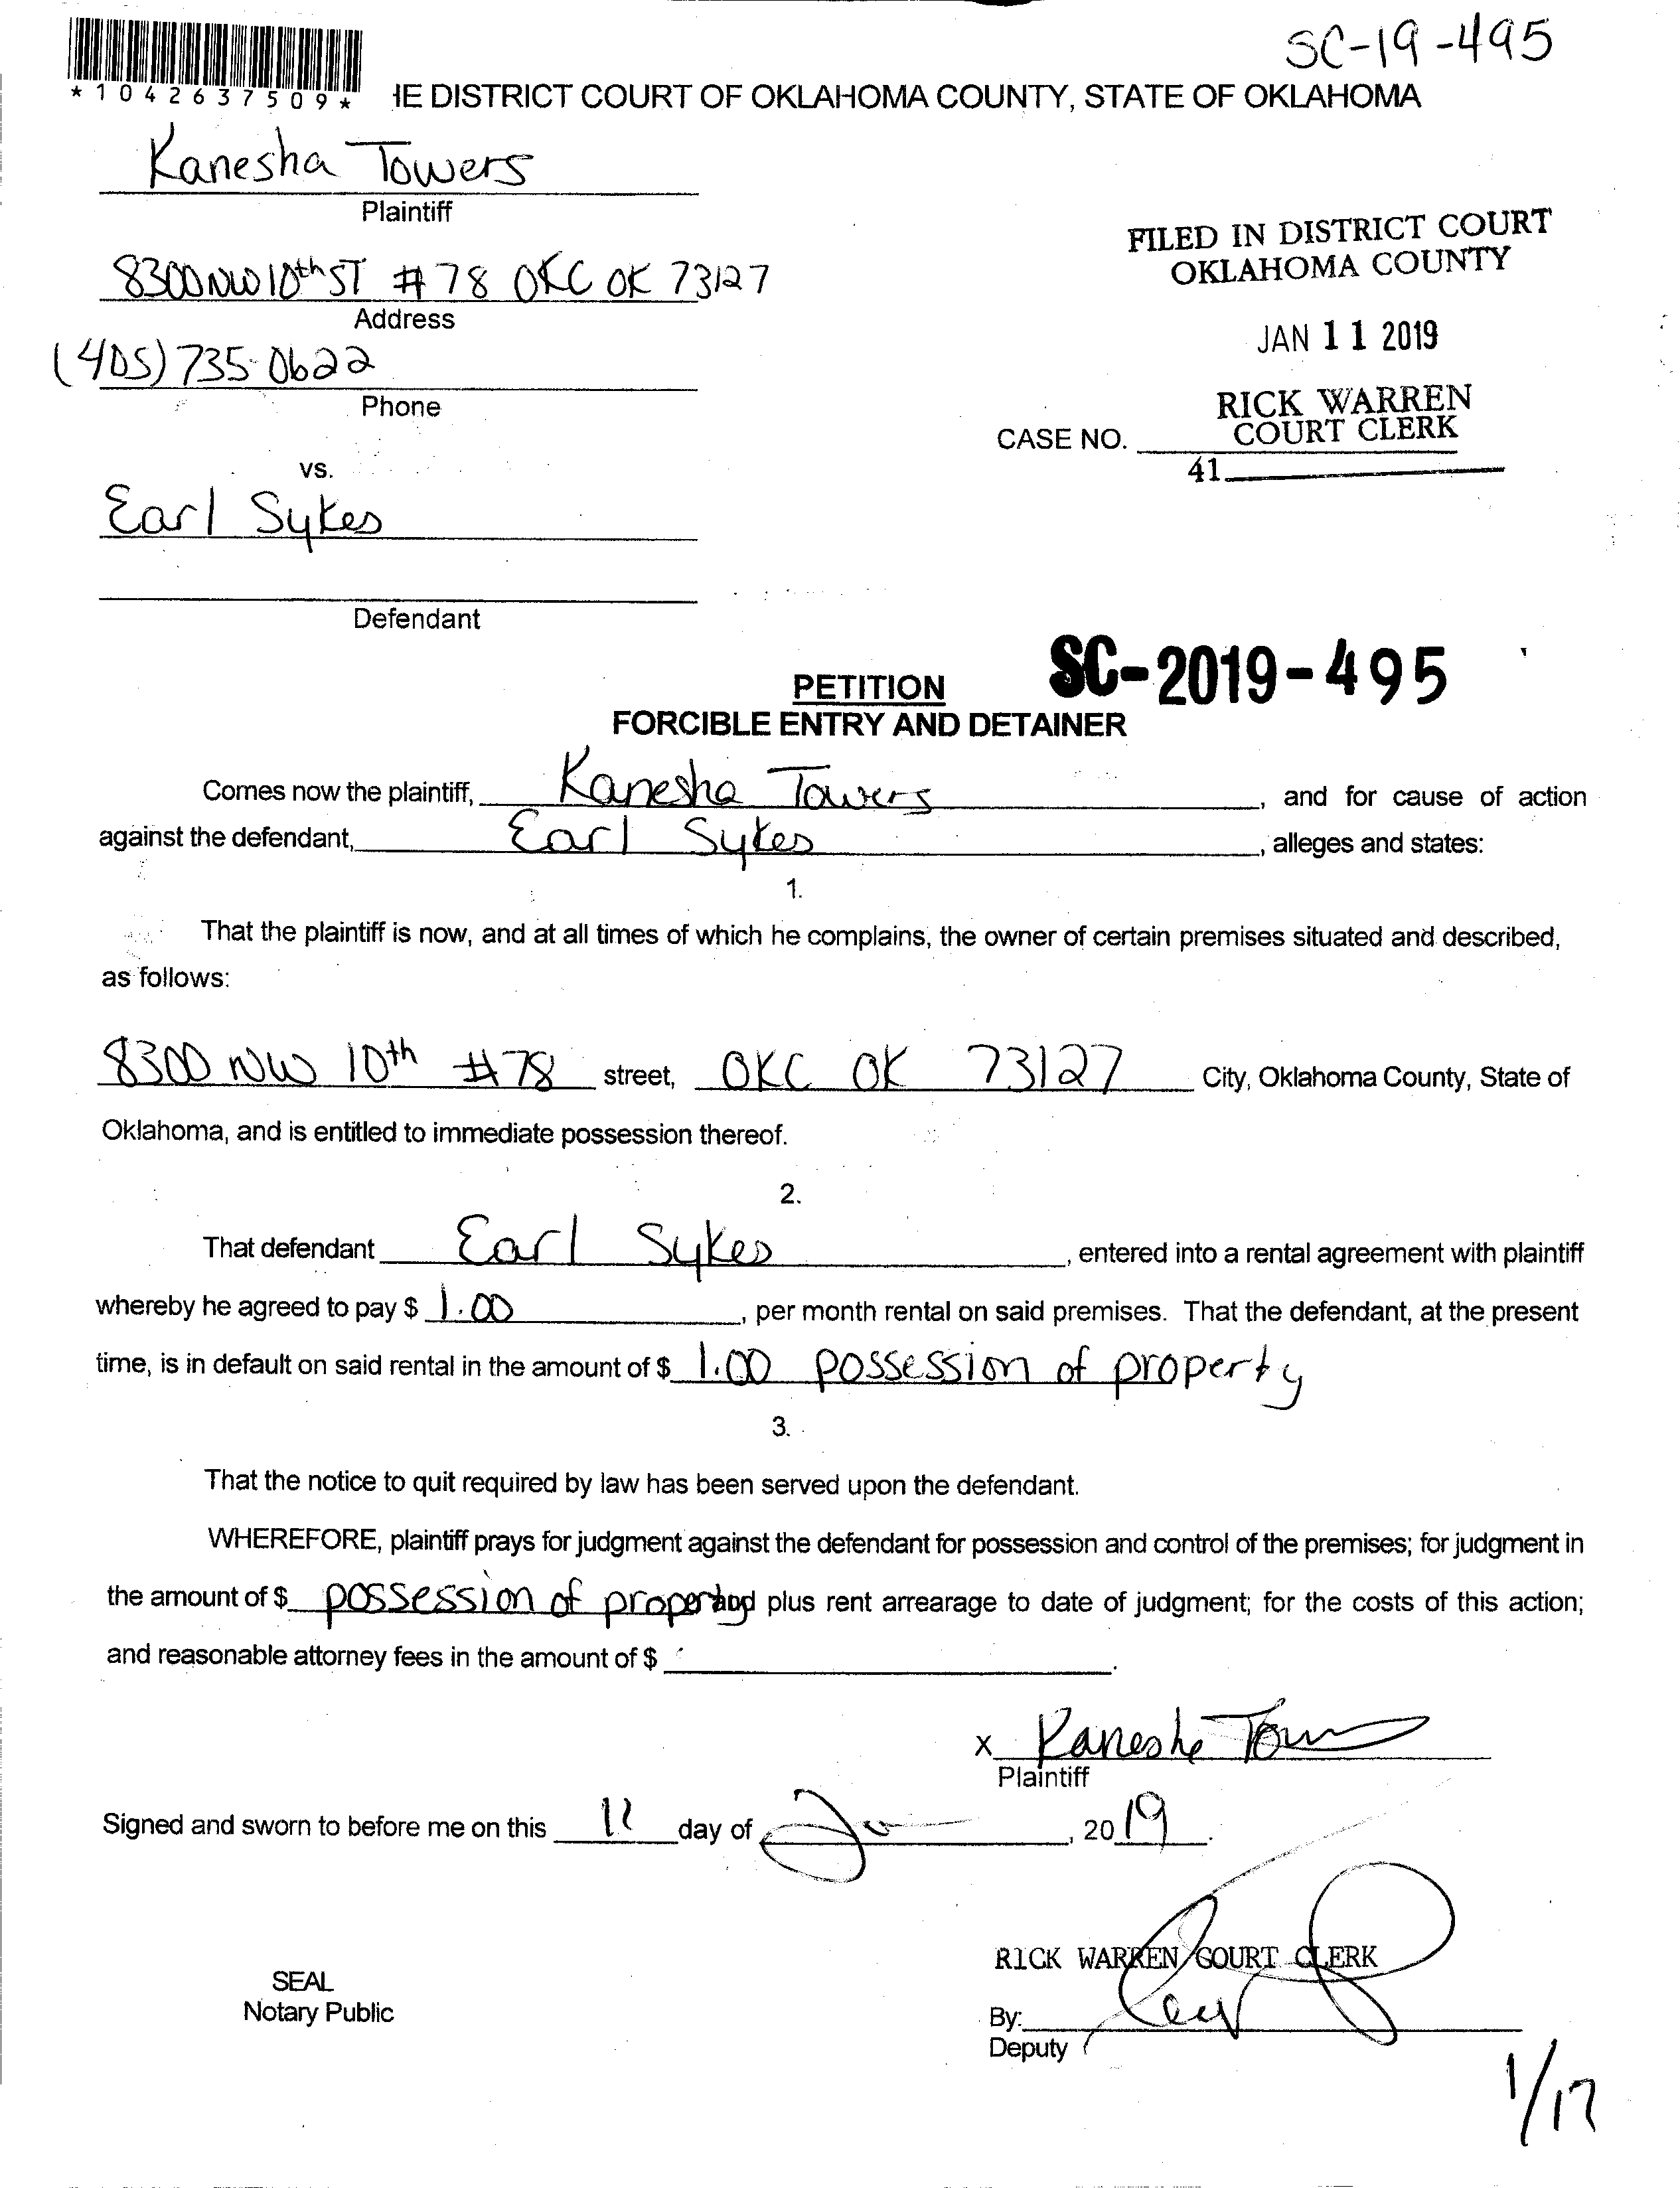 SC-19-495
*1042637509*
IE DISTRICT COURT OF OKLAHOMA COUNTY, STATE OF OKLAHOMA
Kanesha Towers
Plaintiff
8300 NW 10th ST #78 OKC OK 73127
Address
(405) 735-0622
Phone
FILED IN DISTRICT COURT
OKLAHOMA COUNTY
JAN 11 2019
RICK WARREN
COURT CLERK
CASE NO.
41
vs.
Earl Sykes
Defendant
SC-2019-495
PETITION
FORCIBLE ENTRY AND DETAINER
Comes now the plaintiff, Kanesha Towers, and for cause of action
against the defendant, Earl Sykes, alleges and states:
1.
That the plaintiff is now, and at all times of which he complains, the owner of certain premises situated and described,
as follows:
8300 NW 10th #78 street, OKC OK 73127 City, Oklahoma County, State of
Oklahoma, and is entitled to immediate possession thereof.
2.
That defendant Earl Sykes, entered into a rental agreement with plaintiff
whereby he agreed to pay $ 1.00, per month rental on said premises. That the defendant, at the present
time, is in default on said rental in the amount of $ 1.00 possession of property
3.
That the notice to quit required by law has been served upon the defendant.
WHEREFORE, plaintiff prays for judgment against the defendant for possession and control of the premises; for judgment in
the amount of $ possession of property and plus rent arrearage to date of judgment; for the costs of this action;
and reasonable attorney fees in the amount of $ .
X Kanesha Towers
Plaintiff
Signed and sworn to before me on this 11 day of Jan, 2019.
RICK WARREN COURT CLERK
SEAL
Notary Public
By:
Deputy
1/17